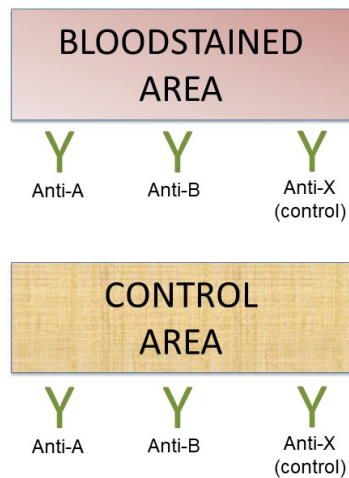 BLOODSTAINED
AREA
Anti-A Anti-B Anti-X
(control)
CONTROL
AREA
Anti-A Anti-B Anti-X
(control)